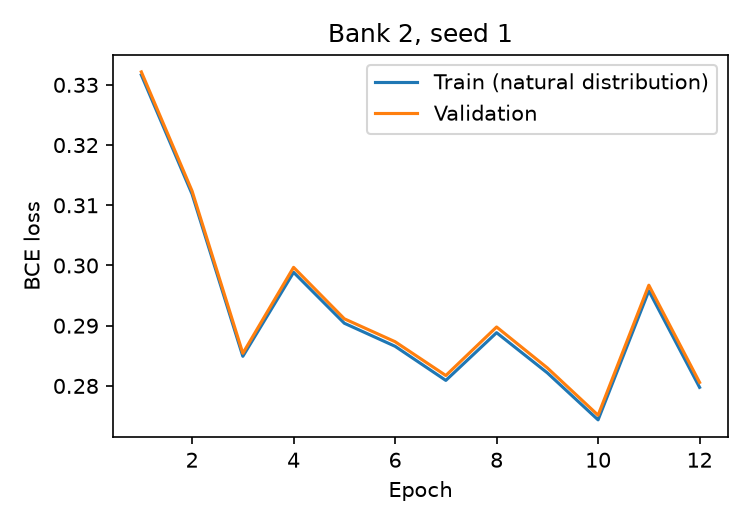 Bank 2, seed 1
Train (natural distribution)
Validation
BCE loss
0.33
0.32
0.31
0.30
0.29
0.28
2 4 6 8 10 12
Epoch